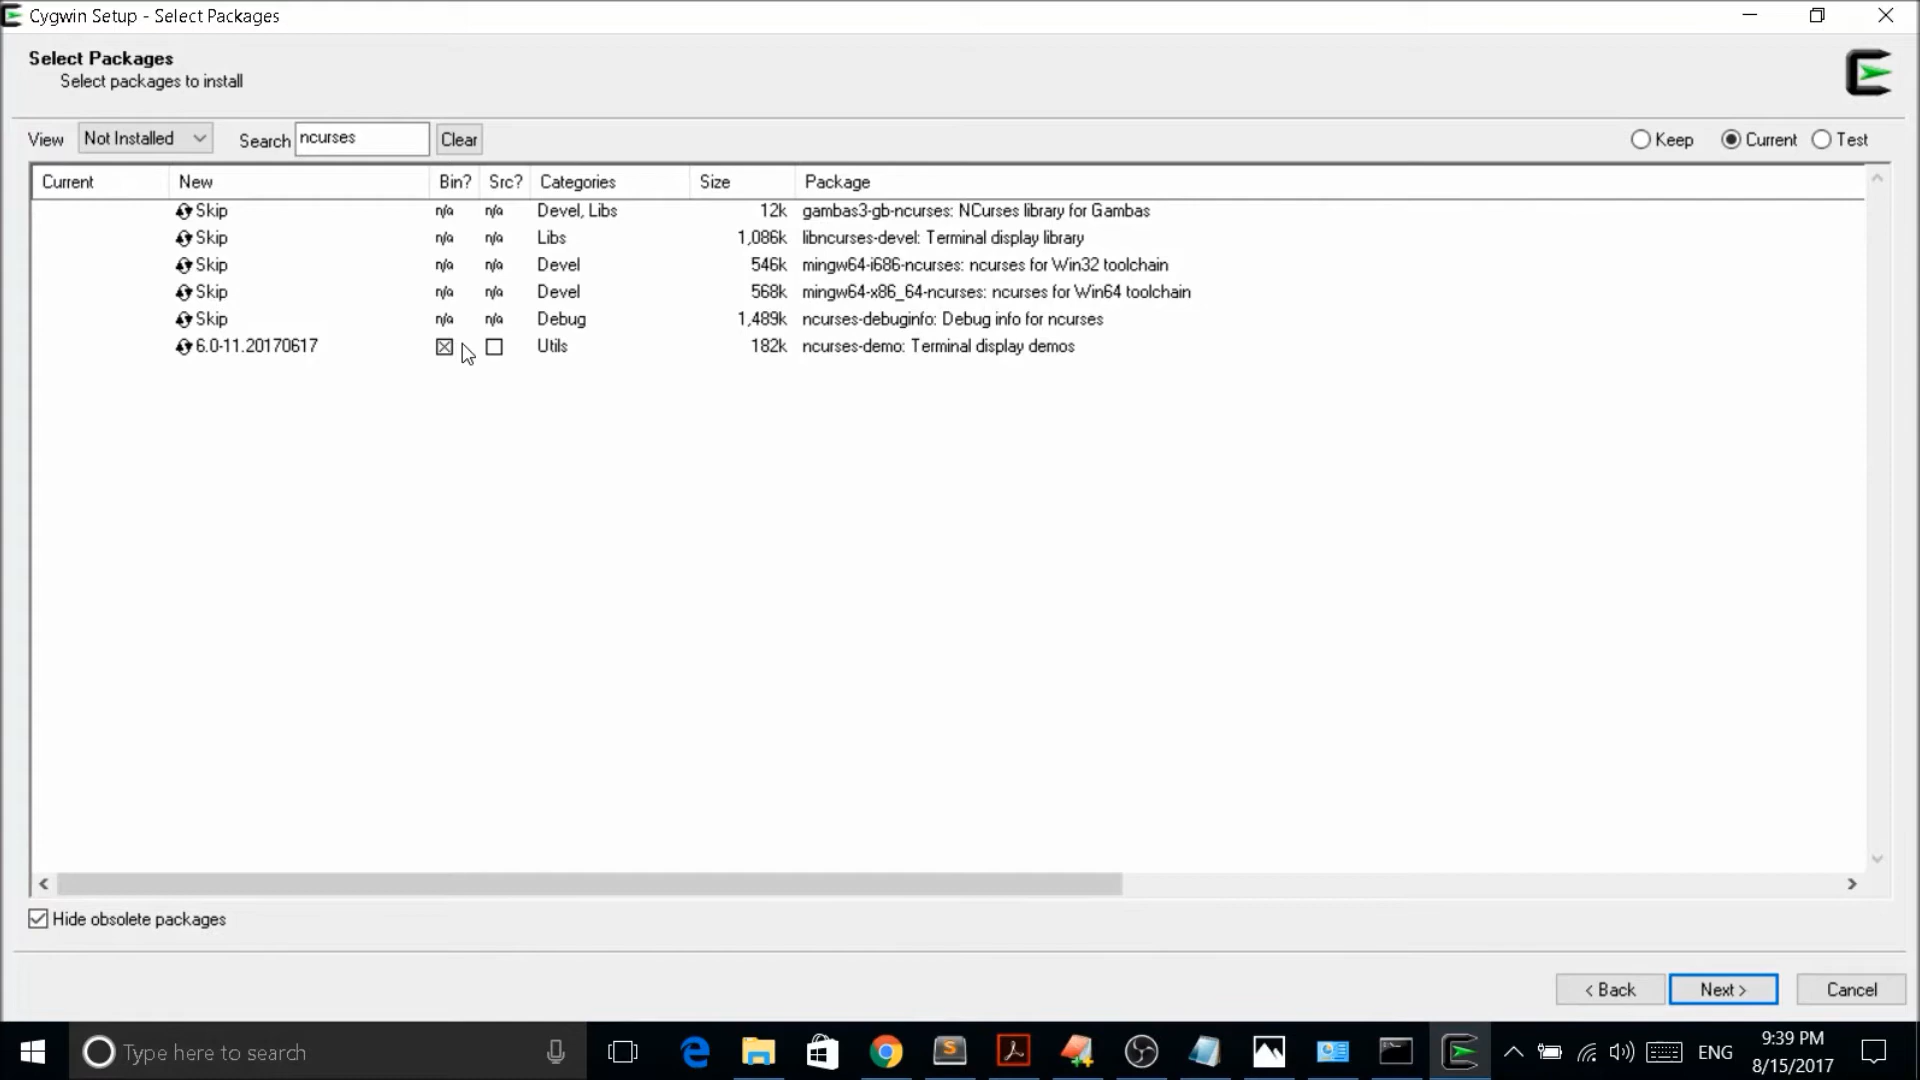 Cygwin Setup - Select Packages
Select Packages
Select packages to install
View Not Installed Search ncurses Clear Keep Current Test
Current New Bin? Src? Categories Size Package
Skip n/a n/a Devel, Libs 12k gambas3-gb-ncurses: NCurses library for Gambas
Skip n/a n/a Libs 1,086k libncurses-devel: Terminal display library
Skip n/a n/a Devel 546k mingw64-i686-ncurses: ncurses for Win32 toolchain
Skip n/a n/a Devel 568k mingw64-x86_64-ncurses: ncurses for Win64 toolchain
Skip n/a n/a Debug 1,489k ncurses-debuginfo: Debug info for ncurses
6.0-11.20170617 Utils 182k ncurses-demo: Terminal display demos
Hide obsolete packages
< Back Next > Cancel
Type here to search ENG 9:39 PM
8/15/2017